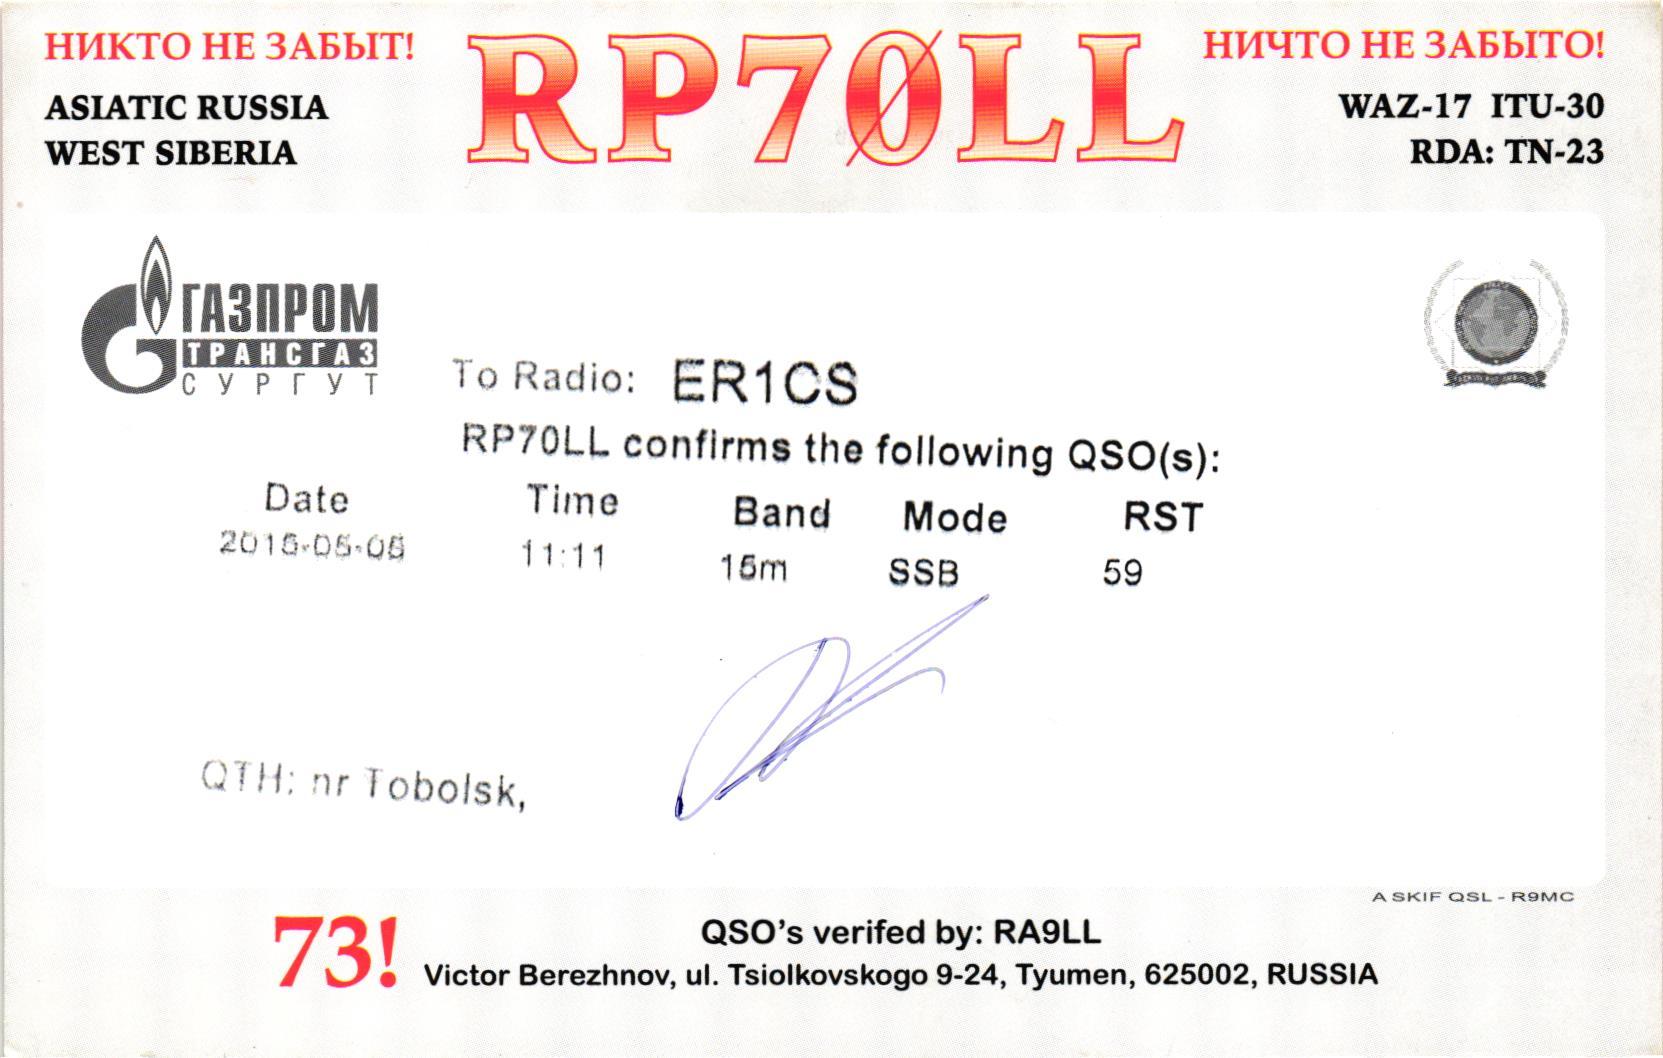 НИКТО НЕ ЗАБЫТ!
RP70LL
НИЧТО НЕ ЗАБЫТО!
ASIATIC RUSSIA
WEST SIBERIA
WAZ-17 ITU-30
RDA: TN-23
ГАЗПРОМ
ТРАНСГАЗ
СУРГУТ
To Radio: ER1CS
RP70LL confirms the following QSO(s):
Date Time Band Mode RST
11:11 15m SSB 59
QTH: nr Tobolsk,
A SKIF QSL - R9MC
73!
QSO's verifed by: RA9LL
Victor Berezhnov, ul. Tsiolkovskogo 9-24, Tyumen, 625002, RUSSIA